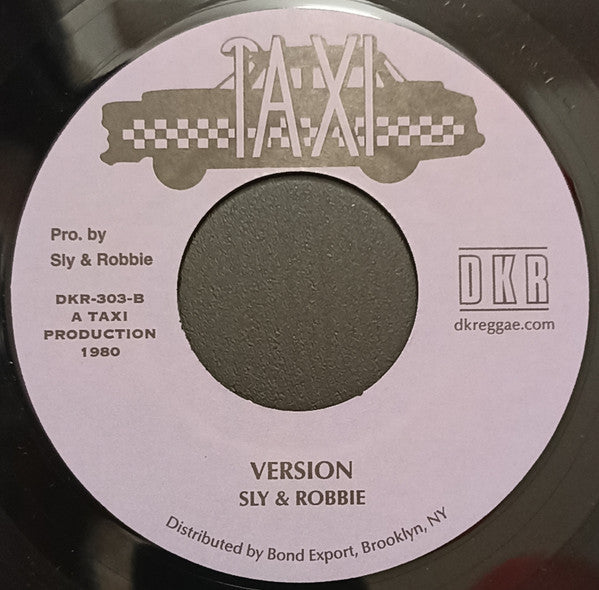 TAXI
Pro. by
Sly & Robbie
DKR-303-B
A TAXI
PRODUCTION
1980
DKR
dkreggae.com
VERSION
SLY & ROBBIE
Distributed by Bond Export, Brooklyn, NY